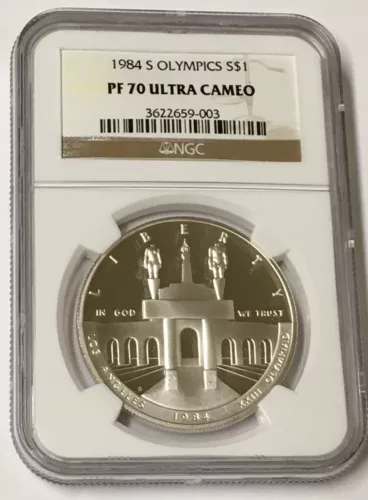 1984 S OLYMPICS S$1
PF 70 ULTRA CAMEO
3622659-003
NGC
LIBERTY
IN GOD WE TRUST
LOS ANGELES 1984 XXIII OLYMPIAD
S